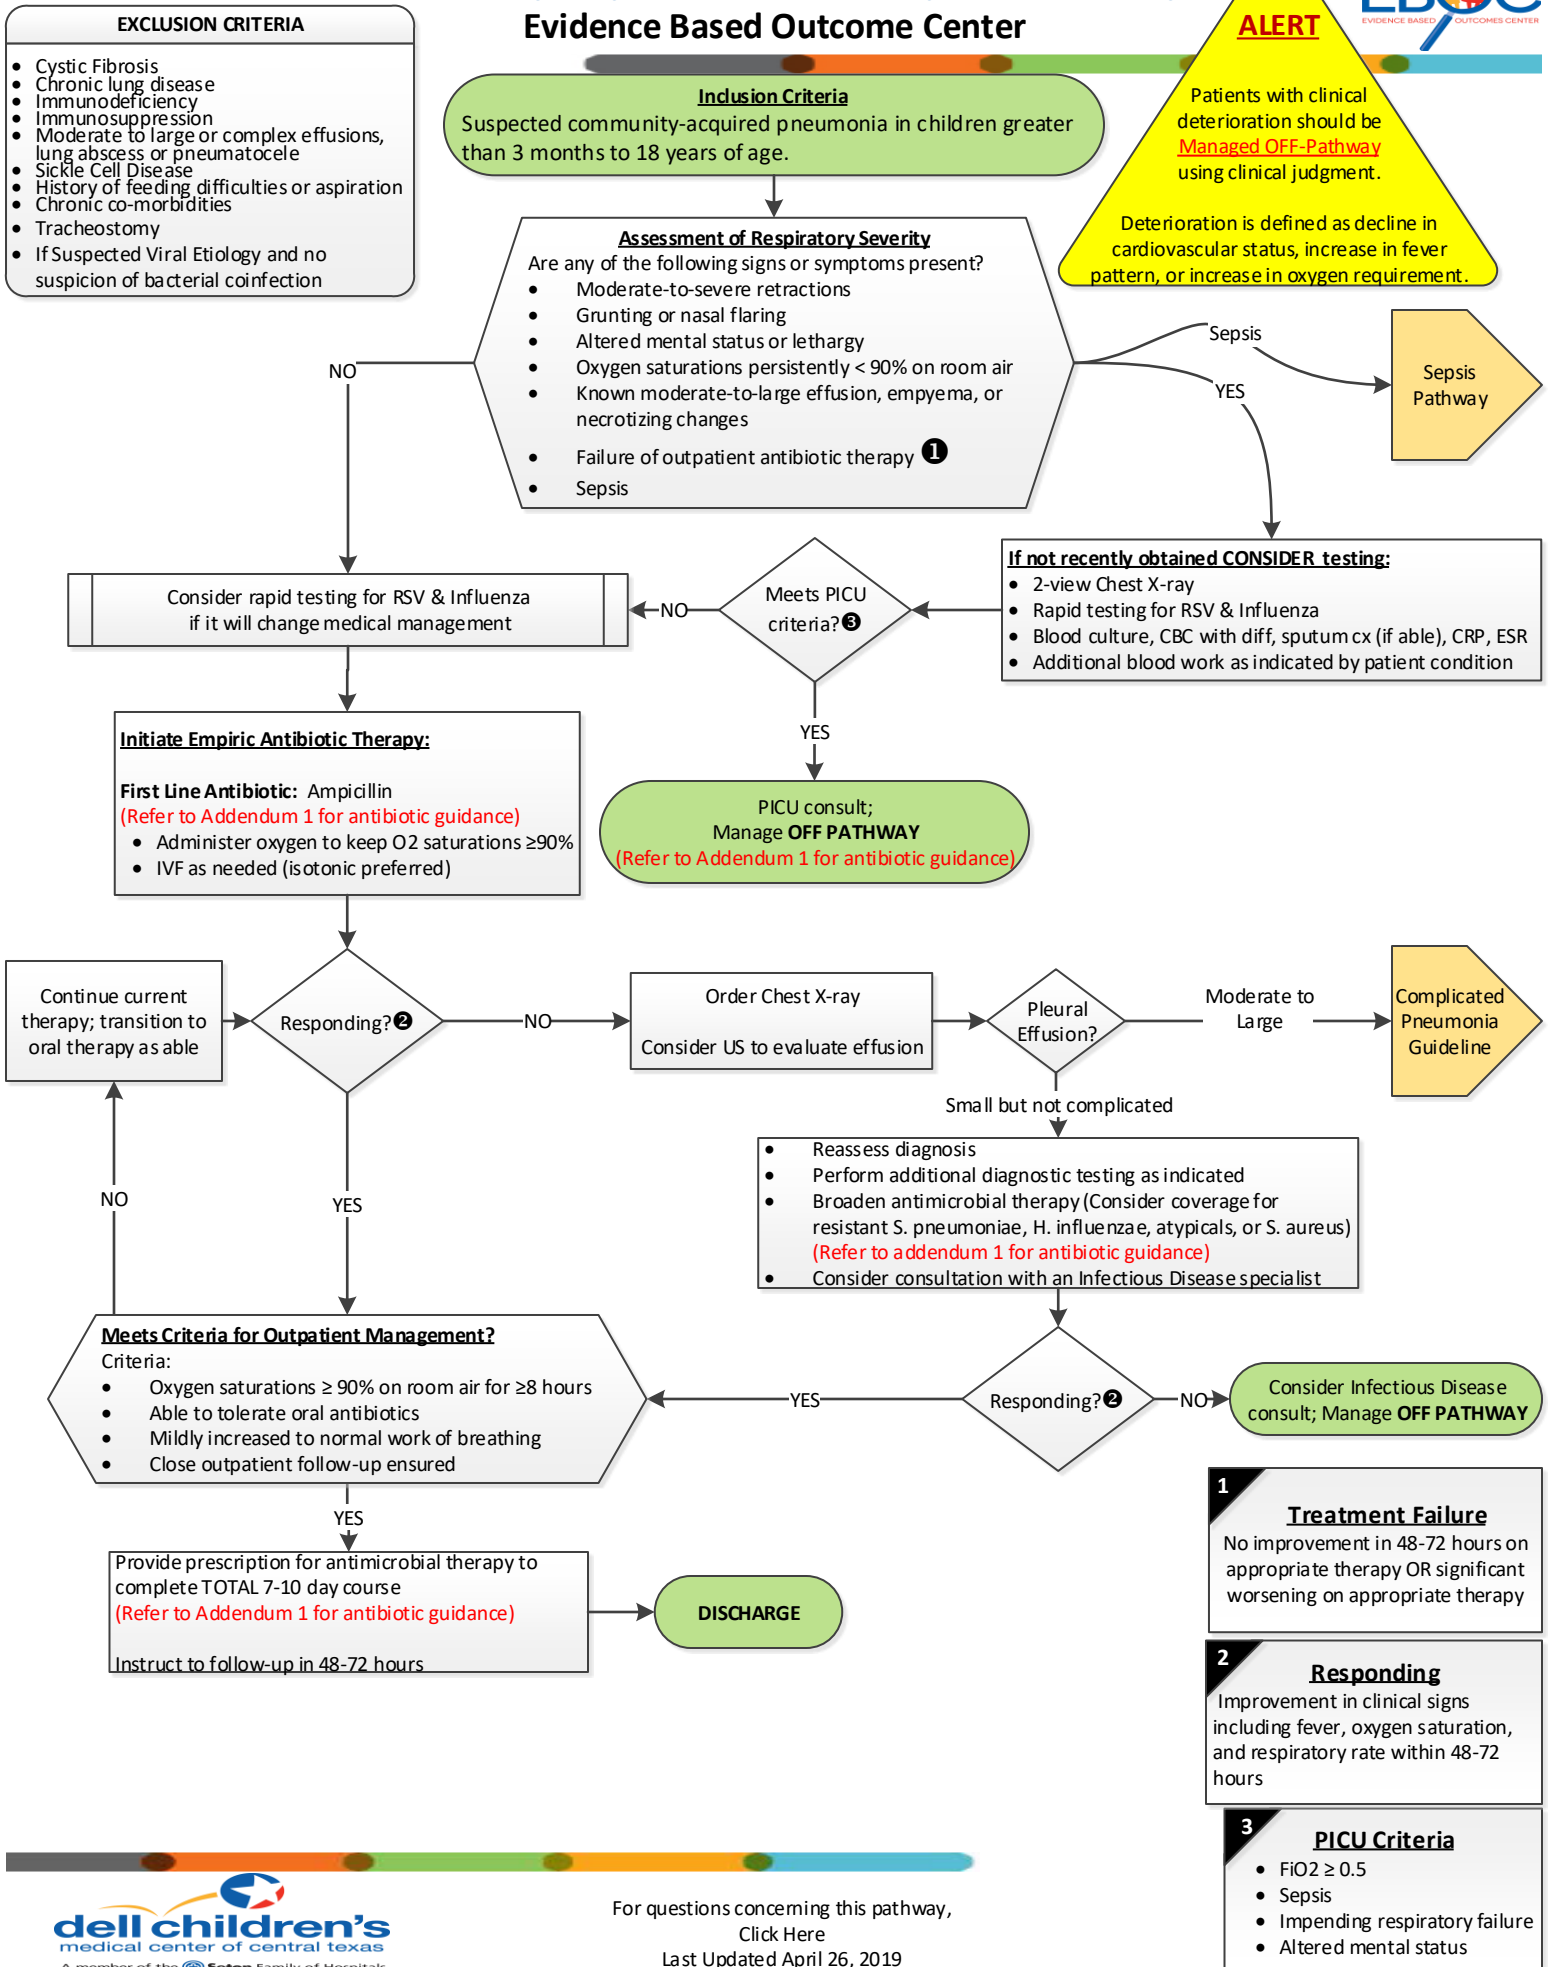 Evidence Based Outcome Center
EVIDENCE BASED OUTCOMES CENTER
EXCLUSION CRITERIA
• Cystic Fibrosis
• Chronic lung disease
• Immunodeficiency
• Immunosuppression
• Moderate to large or complex effusions,
lung abscess or pneumatocele
• Sickle Cell Disease
• History of feeding difficulties or aspiration
• Chronic co-morbidities
• Tracheostomy
• If Suspected Viral Etiology and no
suspicion of bacterial coinfection
Inclusion Criteria
Suspected community-acquired pneumonia in children greater
than 3 months to 18 years of age.
ALERT
Patients with clinical
deterioration should be
Managed OFF-Pathway
using clinical judgment.
Deterioration is defined as decline in
cardiovascular status, increase in fever
pattern, or increase in oxygen requirement.
Assessment of Respiratory Severity
Are any of the following signs or symptoms present?
• Moderate-to-severe retractions
• Grunting or nasal flaring
• Altered mental status or lethargy
• Oxygen saturations persistently < 90% on room air
• Known moderate-to-large effusion, empyema, or
necrotizing changes
• Failure of outpatient antibiotic therapy ❶
• Sepsis
NO
Sepsis
YES
Sepsis
Pathway
If not recently obtained CONSIDER testing:
• 2-view Chest X-ray
• Rapid testing for RSV & Influenza
• Blood culture, CBC with diff, sputum cx (if able), CRP, ESR
• Additional blood work as indicated by patient condition
Meets PICU
criteria?❸
NO
YES
Consider rapid testing for RSV & Influenza
if it will change medical management
PICU consult;
Manage OFF PATHWAY
(Refer to Addendum 1 for antibiotic guidance)
Initiate Empiric Antibiotic Therapy:
First Line Antibiotic: Ampicillin
(Refer to Addendum 1 for antibiotic guidance)
• Administer oxygen to keep O2 saturations ≥90%
• IVF as needed (isotonic preferred)
Continue current
therapy; transition to
oral therapy as able
Responding?❷
NO
Order Chest X-ray
Consider US to evaluate effusion
Pleural
Effusion?
Moderate to
Large
Complicated
Pneumonia
Guideline
Small but not complicated
• Reassess diagnosis
• Perform additional diagnostic testing as indicated
• Broaden antimicrobial therapy (Consider coverage for
resistant S. pneumoniae, H. influenzae, atypicals, or S. aureus)
(Refer to addendum 1 for antibiotic guidance)
• Consider consultation with an Infectious Disease specialist
NO
YES
Meets Criteria for Outpatient Management?
Criteria:
• Oxygen saturations ≥ 90% on room air for ≥8 hours
• Able to tolerate oral antibiotics
• Mildly increased to normal work of breathing
• Close outpatient follow-up ensured
YES
Responding?❷
NO
Consider Infectious Disease
consult; Manage OFF PATHWAY
YES
Provide prescription for antimicrobial therapy to
complete TOTAL 7-10 day course
(Refer to Addendum 1 for antibiotic guidance)
Instruct to follow-up in 48-72 hours
DISCHARGE
1
Treatment Failure
No improvement in 48-72 hours on
appropriate therapy OR significant
worsening on appropriate therapy
2
Responding
Improvement in clinical signs
including fever, oxygen saturation,
and respiratory rate within 48-72
hours
3
PICU Criteria
• FiO2 ≥ 0.5
• Sepsis
• Impending respiratory failure
• Altered mental status
dell children's
medical center of central texas
A member of the Seton Family of Hospitals
For questions concerning this pathway,
Click Here
Last Updated April 26, 2019